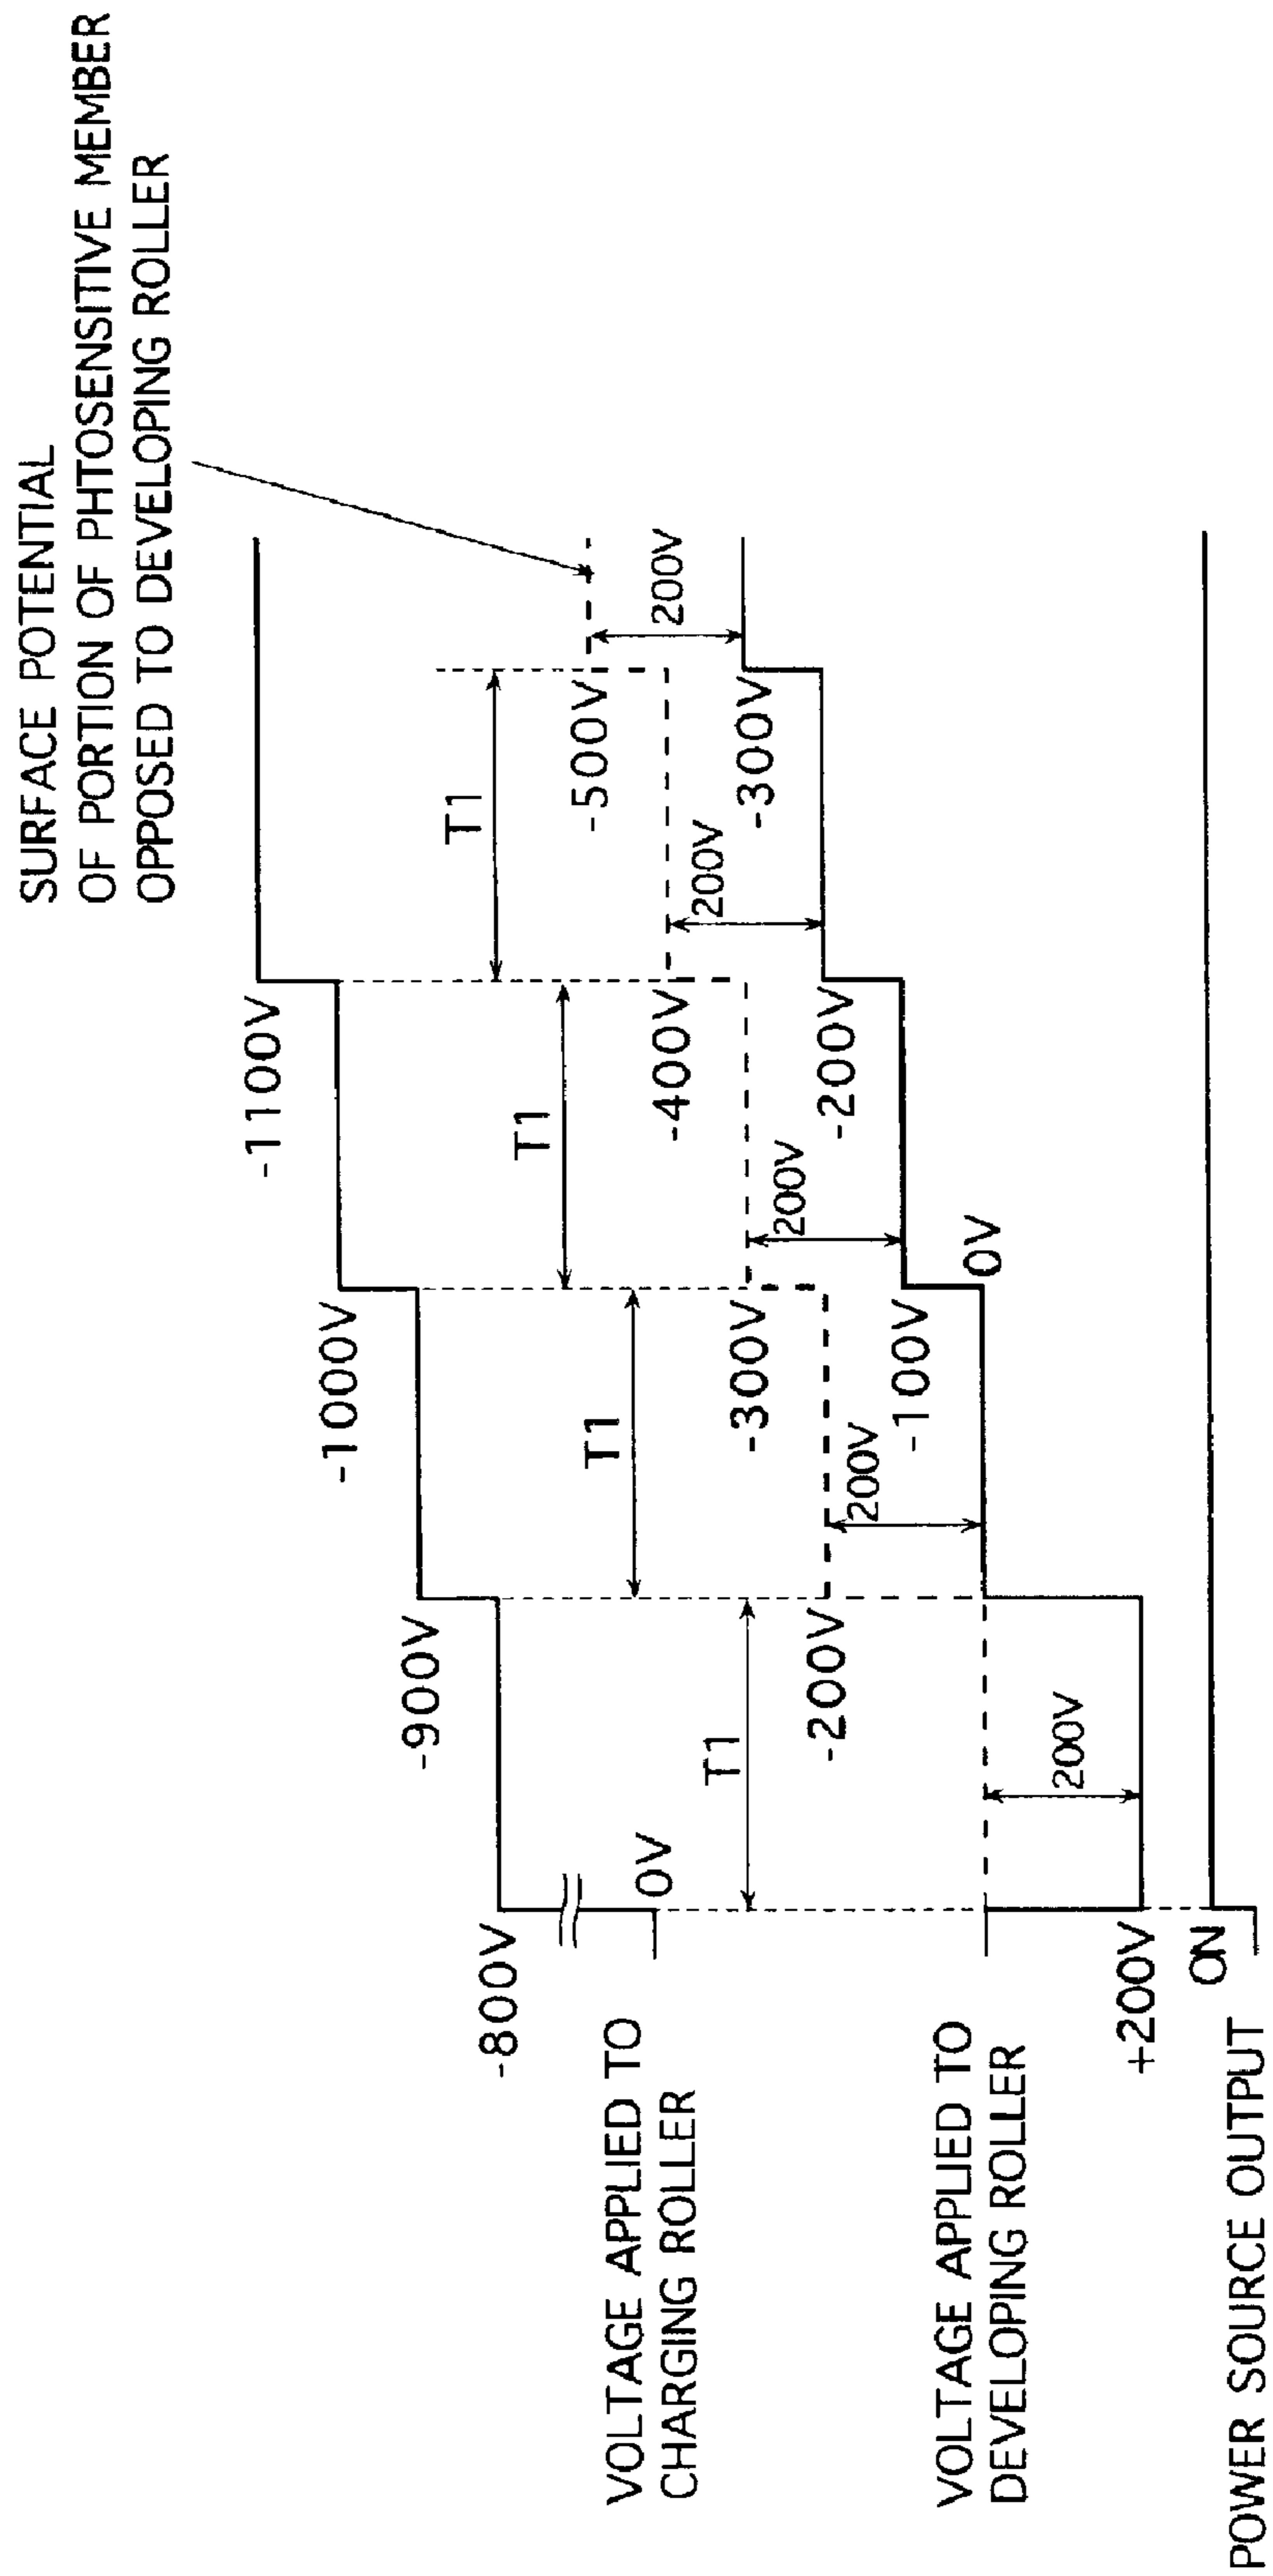 SURFACE POTENTIAL
OF PORTION OF PHTOSENSITIVE MEMBER
OPPOSED TO DEVELOPING ROLLER
-1100V
-1000V
-900V
-800V
0V
VOLTAGE APPLIED TO
CHARGING ROLLER
T1
T1
T1
T1
-500V
-400V
-300V
-200V
200V
200V
200V
200V
200V
-300V
-200V
-100V
0V
+200V
VOLTAGE APPLIED TO
DEVELOPING ROLLER
ON
POWER SOURCE OUTPUT